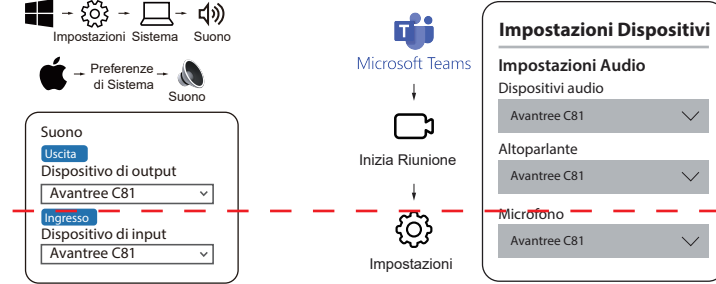 Impostazioni Sistema Suono
Preferenze
di Sistema
Suono
Suono
Uscita
Dispositivo di output
Avantree C81
Ingresso
Dispositivo di input
Avantree C81
T
Microsoft Teams
Inizia Riunione
Impostazioni
Impostazioni Dispositivi
Impostazioni Audio
Dispositivi audio
Avantree C81
Altoparlante
Avantree C81
Microfono
Avantree C81